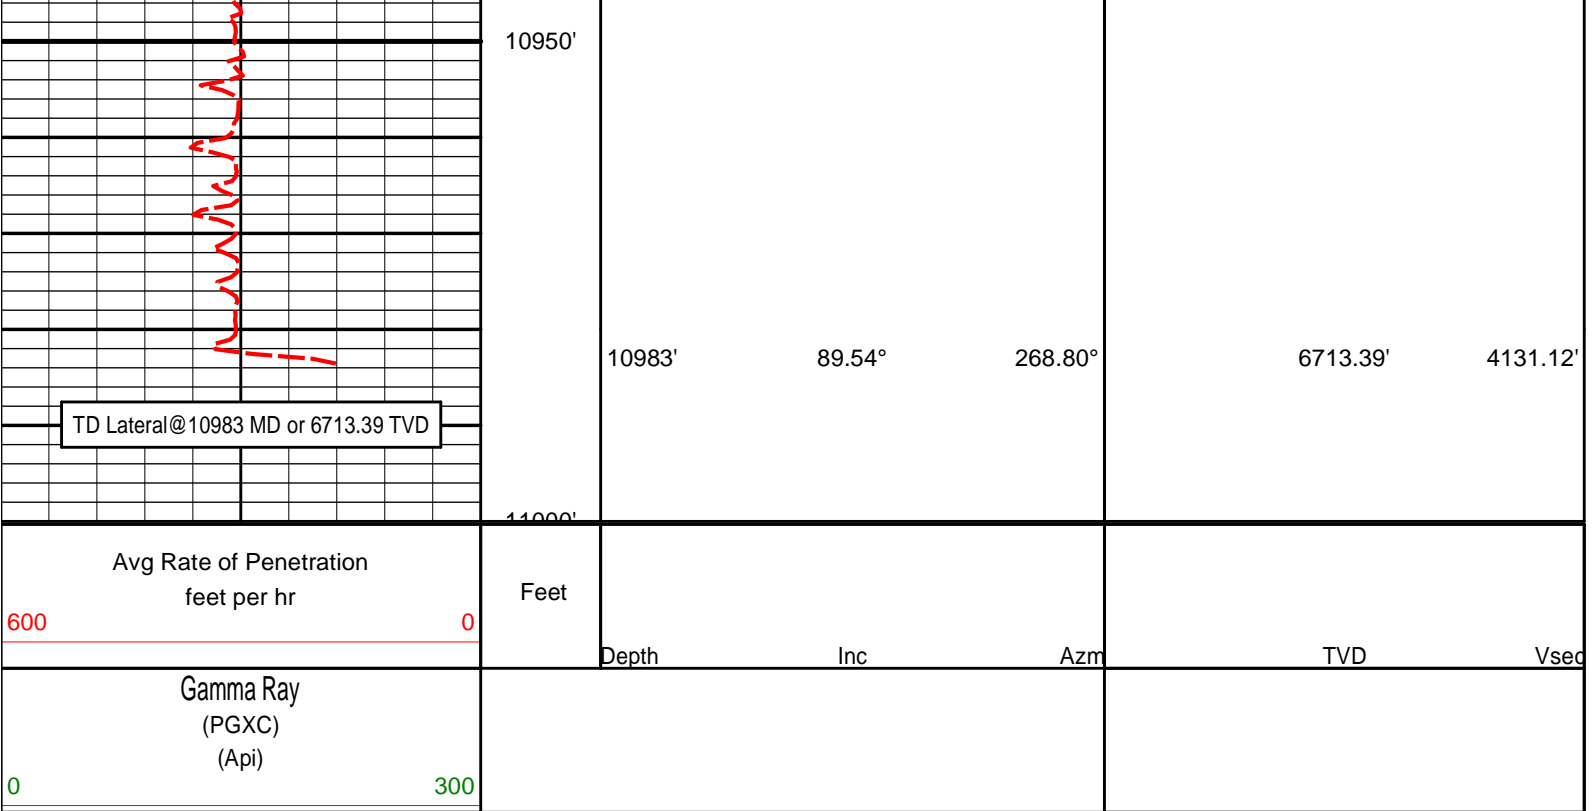 10950'
10983' 89.54° 268.80° 6713.39' 4131.12'
TD Lateral@10983 MD or 6713.39 TVD
11000'
Avg Rate of Penetration
feet per hr
600 0
Feet
Depth Inc Azm TVD Vsec
Gamma Ray
(PGXC)
(Api)
0 300